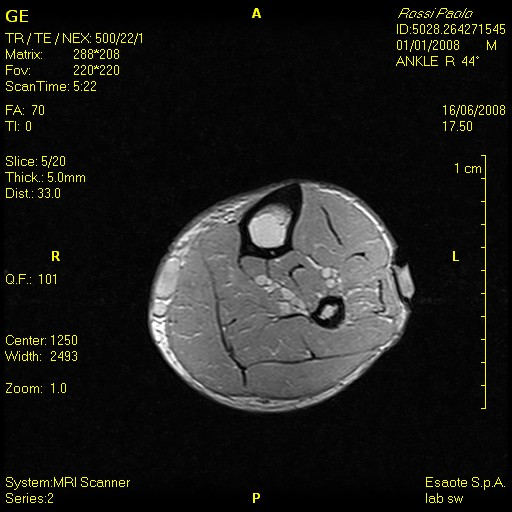 GE
TR / TE / NEX: 500/22/1
Matrix: 288*208
Fov: 220*220
ScanTime: 5:22
FA: 70
TI: 0
Slice: 5/20
Thick.: 5.0mm
Dist.: 33.0
R
Q.F.: 101
Center: 1250
Width: 2493
Zoom: 1.0
System:MRI Scanner
Series:2
A
P
Rossi Paolo
ID:5028.264271545
01/01/2008 M
ANKLE R 44°
16/06/2008
17.50
1 cm
L
Esaote S.p.A.
lab sw